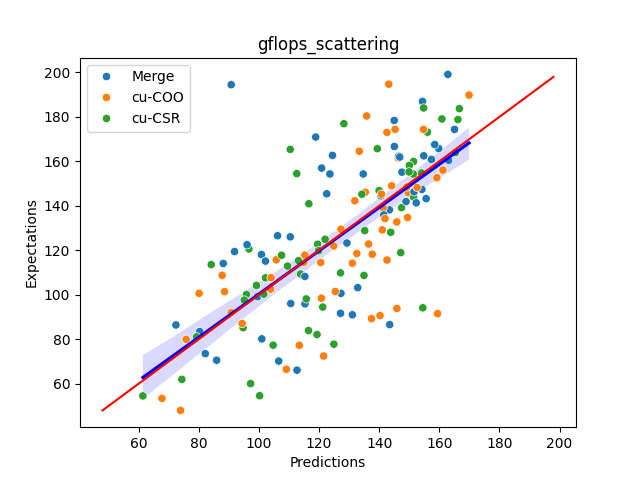 gflops_scattering
Merge
cu-COO
cu-CSR
Expectations
200
180
160
140
120
100
80
60
60 80 100 120 140 160 180 200
Predictions